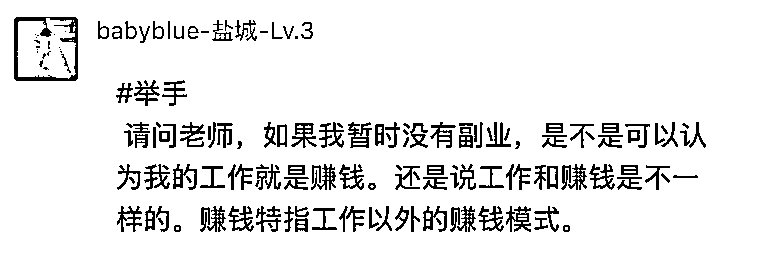 babyblue-盐城-Lv.3
#举手
请问老师，如果我暂时没有副业，是不是可以认
为我的工作就是赚钱。还是说工作和赚钱是不一
样的。赚钱特指工作以外的赚钱模式。